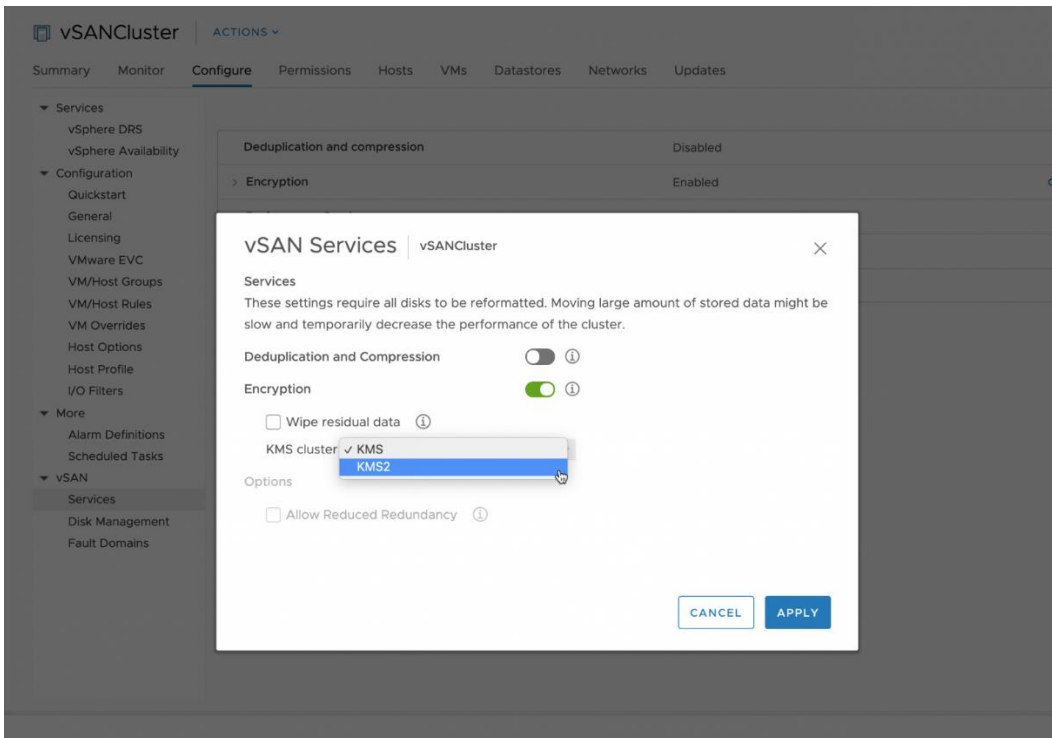 vSANCluster ACTIONS
Summary Monitor Configure Permissions Hosts VMs Datastores Networks Updates
Services
vSphere DRS
vSphere Availability
Configuration
Quickstart
General
Licensing
VMware EVC
VM/Host Groups
VM/Host Rules
VM Overrides
Host Options
Host Profile
I/O Filters
More
Alarm Definitions
Scheduled Tasks
vSAN
Services
Disk Management
Fault Domains
Deduplication and compression Disabled
Encryption Enabled
vSAN Services vSANCluster
Services
These settings require all disks to be reformatted. Moving large amount of stored data might be
slow and temporarily decrease the performance of the cluster.
Deduplication and Compression
Encryption
Wipe residual data
KMS cluster ✓ KMS
KMS2
Options
Allow Reduced Redundancy
CANCEL APPLY